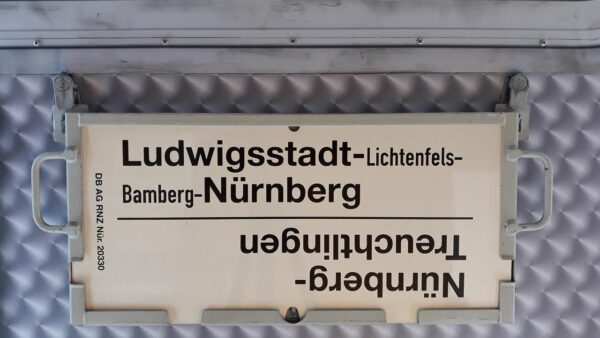 Ludwigsstadt-Lichtenfels-
Bamberg-Nürnberg
Nürnberg-
Treuchtlingen
DB AG RNZ Nür. 20330